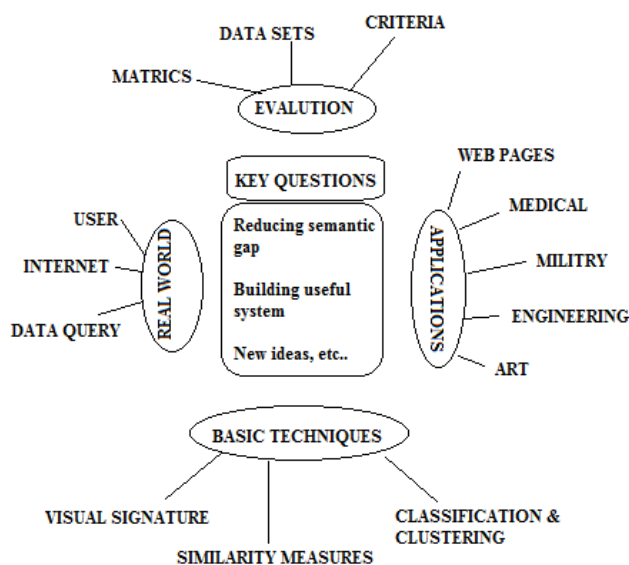 CRITERIA
DATA SETS
MATRICS
EVALUTION
KEY QUESTIONS
Reducing semantic
gap
Building useful
system
New ideas, etc..
USER
INTERNET
DATA QUERY
REAL WORLD
APPLICATIONS
WEB PAGES
MEDICAL
MILITRY
ENGINEERING
ART
BASIC TECHNIQUES
VISUAL SIGNATURE
SIMILARITY MEASURES
CLASSIFICATION &
CLUSTERING